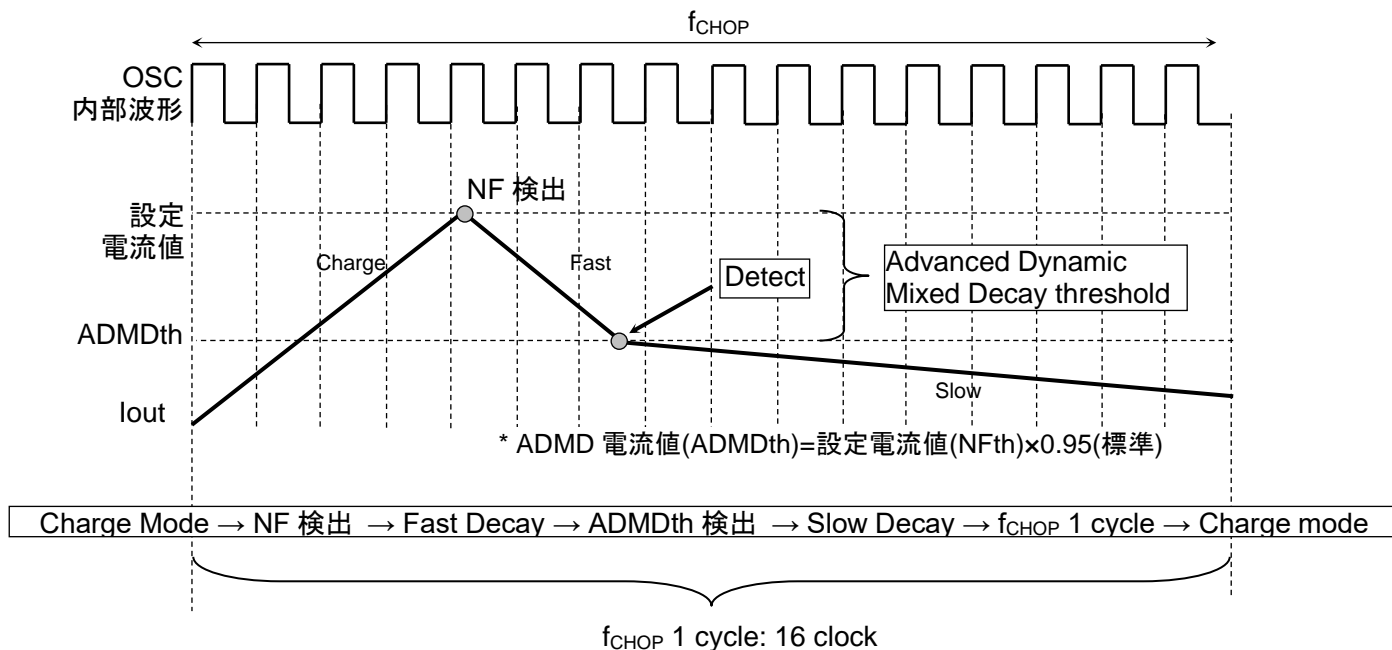 fCHOP
OSC
内部波形
NF 検出
設定
電流値
Charge
Fast
Detect
Advanced Dynamic
Mixed Decay threshold
ADMDth
Slow
Iout
* ADMD 電流値(ADMDth)=設定電流値(NFth)×0.95(標準)
Charge Mode → NF 検出 → Fast Decay → ADMDth 検出 → Slow Decay → fCHOP 1 cycle → Charge mode
fCHOP 1 cycle: 16 clock